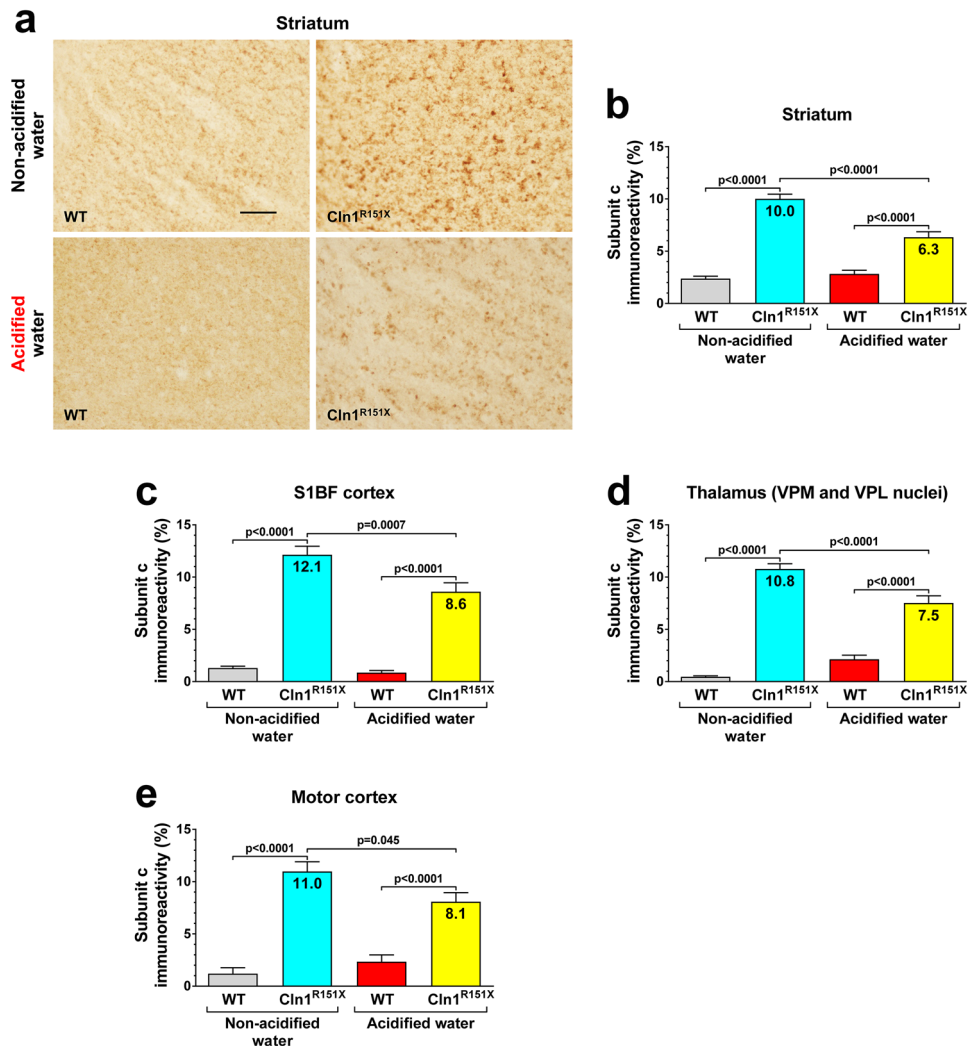 a
Striatum
Non-acidified
water
WT
Cln1R151X
Acidified
water
WT
Cln1R151X
b
Striatum
Subunit c
immunoreactivity (%)
15
10
5
0
p<0.0001
p<0.0001
p<0.0001
10.0
6.3
WT
Cln1R151X
WT
Cln1R151X
Non-acidified
water
Acidified water
c
S1BF cortex
Subunit c
immunoreactivity (%)
15
10
5
0
p<0.0001
p=0.0007
p<0.0001
12.1
8.6
WT
Cln1R151X
WT
Cln1R151X
Non-acidified
water
Acidified water
d
Thalamus (VPM and VPL nuclei)
Subunit c
immunoreactivity (%)
15
10
5
0
p<0.0001
p<0.0001
p<0.0001
10.8
7.5
WT
Cln1R151X
WT
Cln1R151X
Non-acidified
water
Acidified water
e
Motor cortex
Subunit c
immunoreactivity (%)
15
10
5
0
p<0.0001
p=0.045
p<0.0001
11.0
8.1
WT
Cln1R151X
WT
Cln1R151X
Non-acidified
water
Acidified water